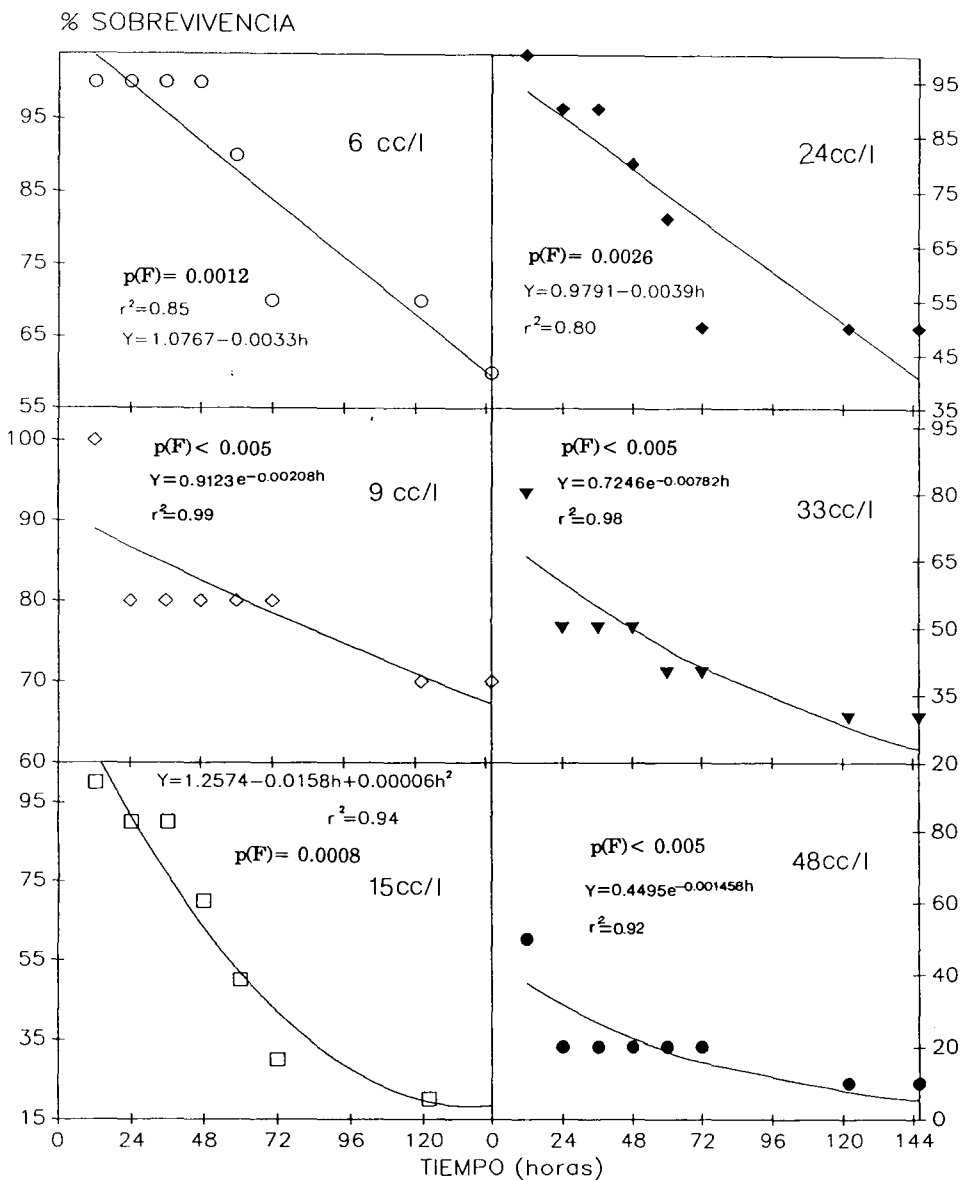 % SOBREVIVENCIA
95
85
75
65
55
6 cc/l
p(F)= 0.0012
r²=0.85
Y=1.0767-0.0033h
95
85
75
65
50
45
35
24cc/l
p(F)= 0.0026
Y=0.9791-0.0039h
r²=0.80
100
90
80
70
60
p(F)< 0.005
Y=0.9123e^-0.00208h
r²=0.99
9 cc/l
95
80
65
50
35
20
p(F)< 0.005
Y=0.7246e^-0.00782h
r²=0.98
33cc/l
95
75
55
35
15
Y=1.2574-0.0158h+0.00006h²
r²=0.94
p(F)= 0.0008
15cc/l
80
60
40
20
0
p(F)< 0.005
Y=0.4495e^-0.001458h
r²=0.92
48cc/l
0 24 48 72 96 120 0 24 48 72 96 120 144
TIEMPO (horas)